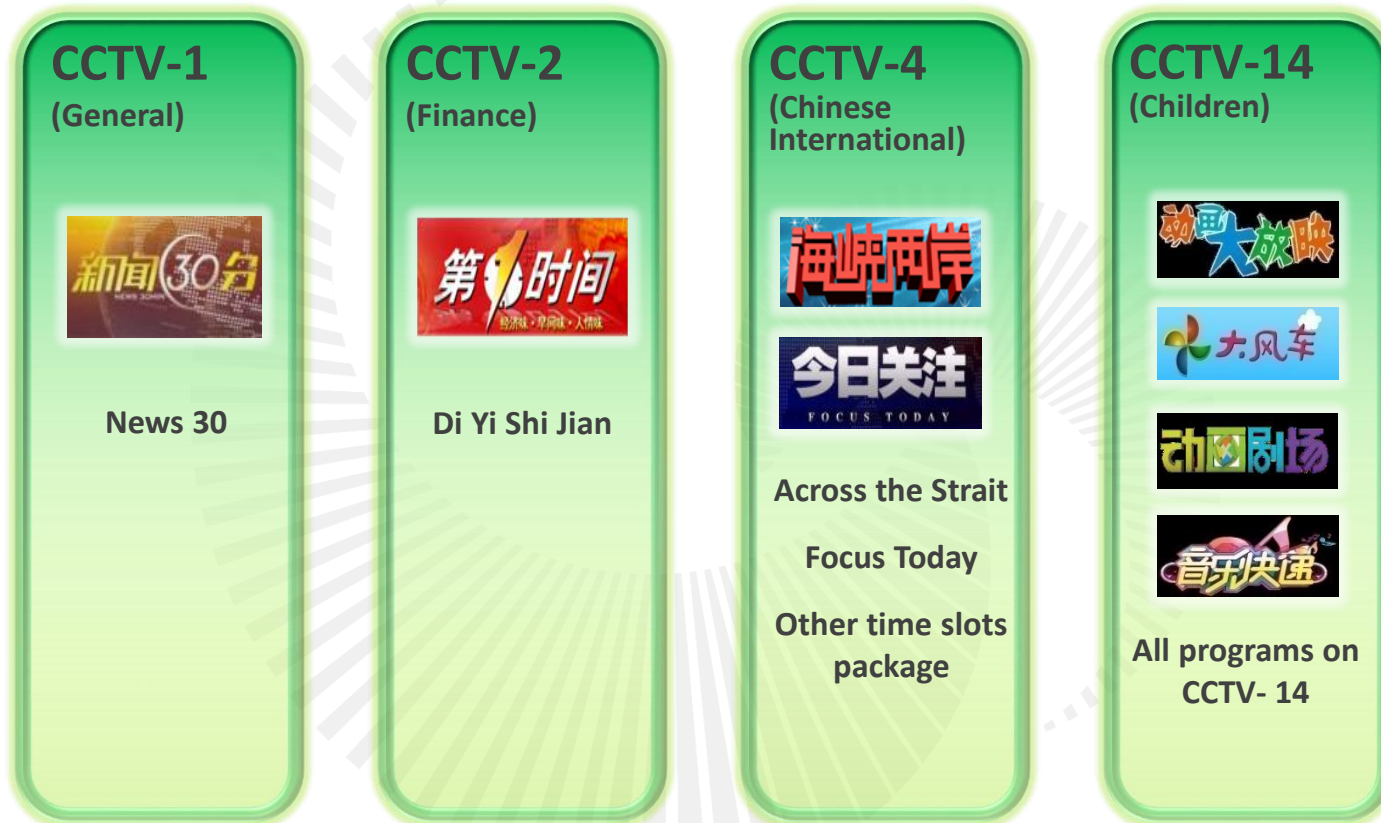 CCTV-1
(General)
新闻30分
NEWS 30MIN
News 30
CCTV-2
(Finance)
第1时间
经济味·早间味·人情味
Di Yi Shi Jian
CCTV-4
(Chinese
International)
海峡两岸
今日关注
FOCUS TODAY
Across the Strait
Focus Today
Other time slots
package
CCTV-14
(Children)
动画大放映
大风车
动画剧场
音乐快递
All programs on
CCTV- 14